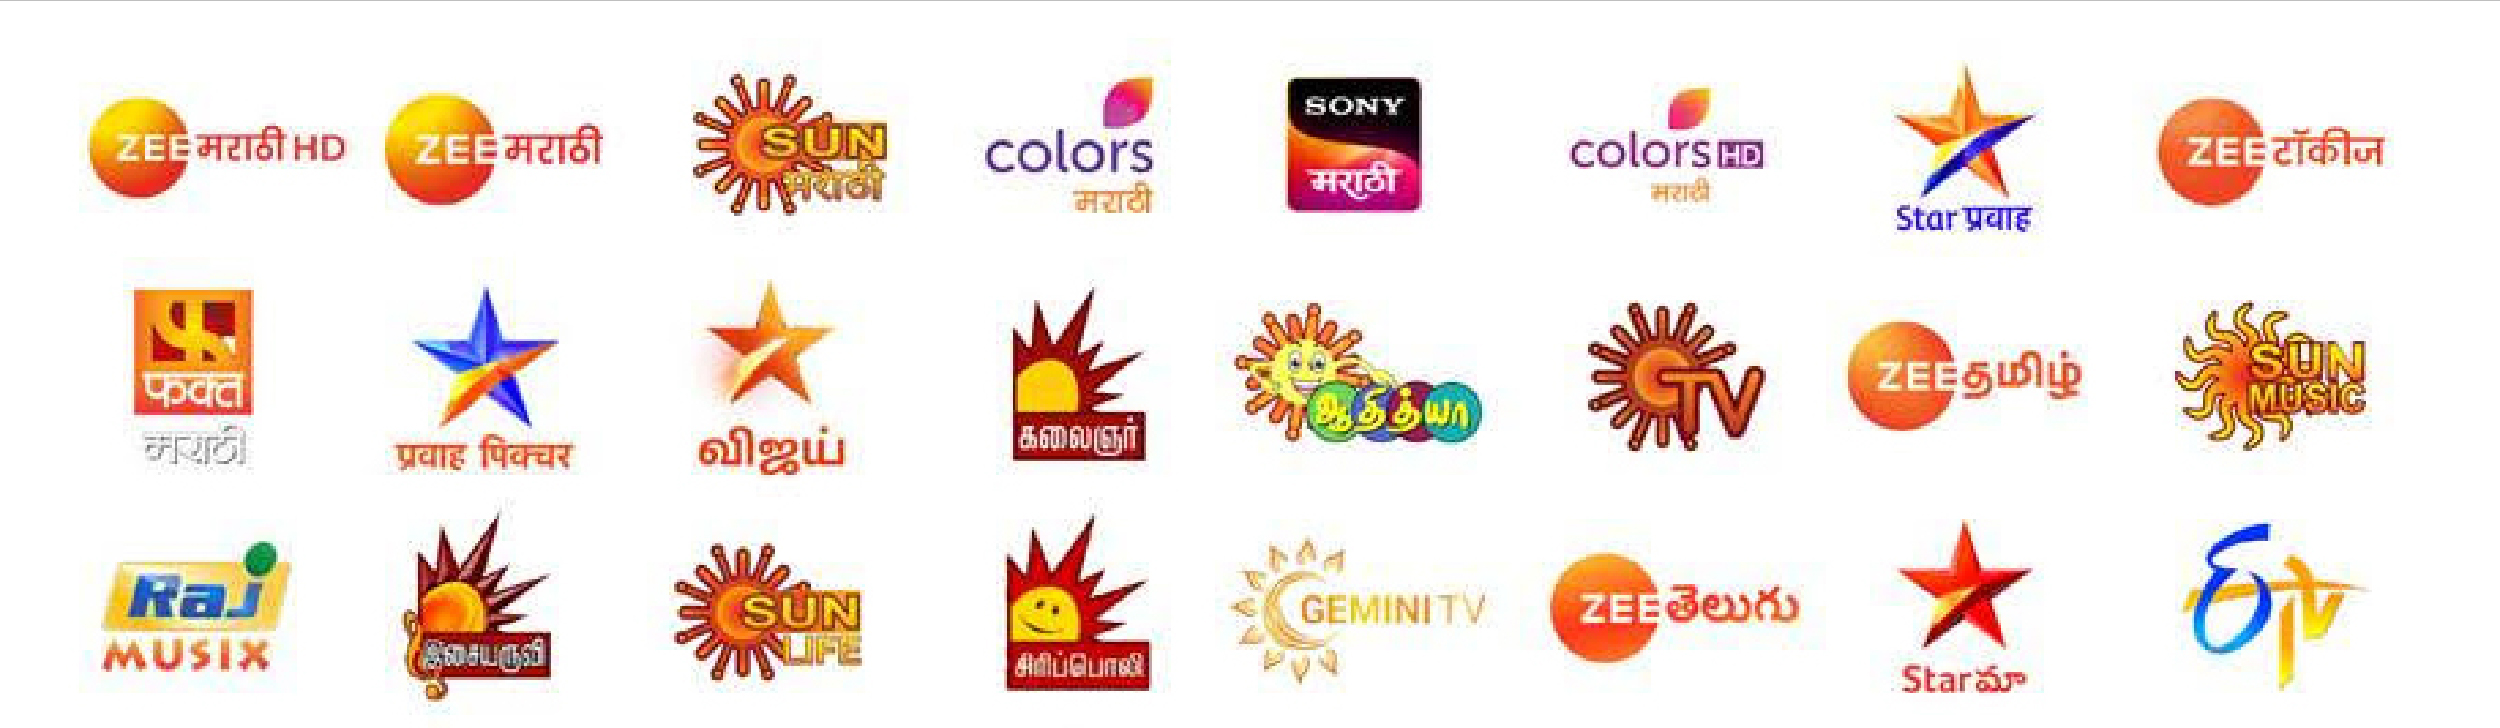 ZEE मराठी HD
ZEE मराठी
SUN
मराठी
colors
मराठी
SONY
मराठी
colors HD
मराठी
Star प्रवाह
ZEE टॉकीज
फक्त
मराठी
प्रवाह पिक्चर
விஜய்
கலைஞர்
ஆதித்யா
TV
ZEE தமிழ்
SUN
MUSIC
Raj
MUSIX
இசையருவி
SUN
LIFE
சிரிப்பொலி
GEMINI TV
ZEE తెలుగు
Star మా
ETV